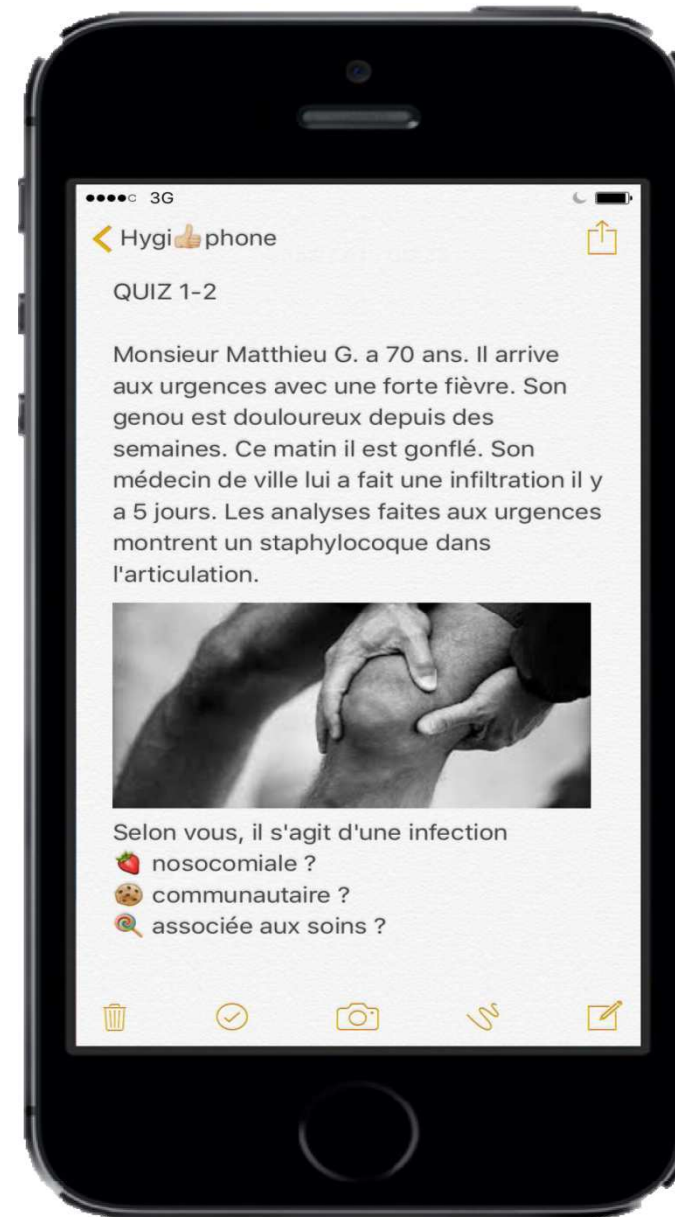 3G
Hygi👍phone
QUIZ 1-2
Monsieur Matthieu G. a 70 ans. Il arrive
aux urgences avec une forte fièvre. Son
genou est douloureux depuis des
semaines. Ce matin il est gonflé. Son
médecin de ville lui a fait une infiltration il y
a 5 jours. Les analyses faites aux urgences
montrent un staphylocoque dans
l'articulation.
Selon vous, il s'agit d'une infection
🍓 nosocomiale ?
🍪 communautaire ?
🍭 associée aux soins ?